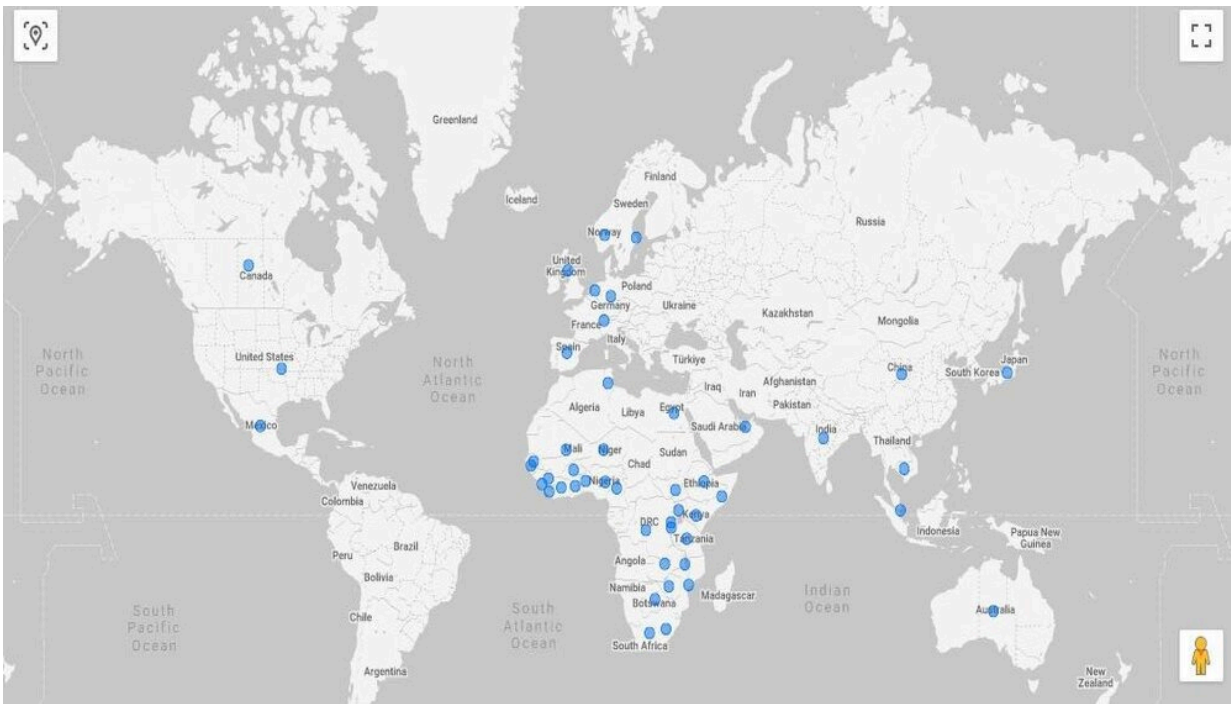 Greenland
Iceland
Finland
Sweden
Norway
Russia
United
Kingdom
Canada
Poland
Germany
Ukraine
Kazakhstan
Mongolia
France
Italy
Spain
Türkiye
North
Pacific
Ocean
United States
North
Atlantic
Ocean
Iraq
Iran
Afghanistan
Pakistan
China
South Korea
Japan
North
Pacific
Ocean
Algeria
Libya
Egypt
Saudi Arabia
Mexico
India
Thailand
Mali
Niger
Chad
Sudan
Nigeria
Ethiopia
Venezuela
Colombia
DRC
Kenya
Tanzania
Indonesia
Papua New
Guinea
Brazil
Peru
Bolivia
Angola
Namibia
Botswana
Madagascar
Indian
Ocean
Australia
South
Pacific
Ocean
Chile
South
Atlantic
Ocean
South Africa
Argentina
New
Zealand